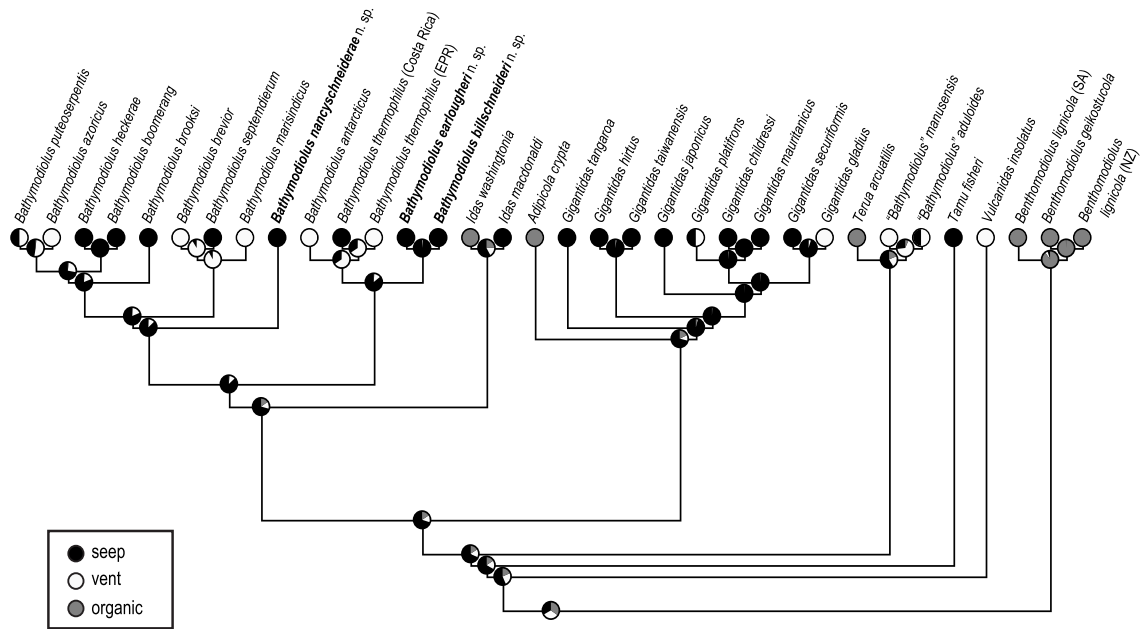 Bathymodiolus puteoserpentis
Bathymodiolus azoricus
Bathymodiolus heckerae
Bathymodiolus boomerang
Bathymodiolus brooksi
Bathymodiolus brevior
Bathymodiolus septemdierum
Bathymodiolus marisindicus
Bathymodiolus nancyschneiderae n. sp.
Bathymodiolus antarcticus
Bathymodiolus thermophilus (Costa Rica)
Bathymodiolus thermophilus (EPR)
Bathymodiolus earlougheri n. sp.
Bathymodiolus billschneideri n. sp.
Idas washingtonia
Idas macdonaldi
Adipicola crypta
Gigantidas tangaroa
Gigantidas hirtus
Gigantidas taiwanensis
Gigantidas japonicus
Gigantidas platifrons
Gigantidas childressi
Gigantidas mauritanicus
Gigantidas securiformis
Gigantidas gladius
Terua arcuatilis
"Bathymodiolus" manusensis
"Bathymodiolus" aduloides
Tamu fisheri
Vulcanidas insolatus
Benthomodiolus lignicola (SA)
Benthomodiolus geikostucola
Benthomodiolus
lignicola (NZ)
seep
vent
organic